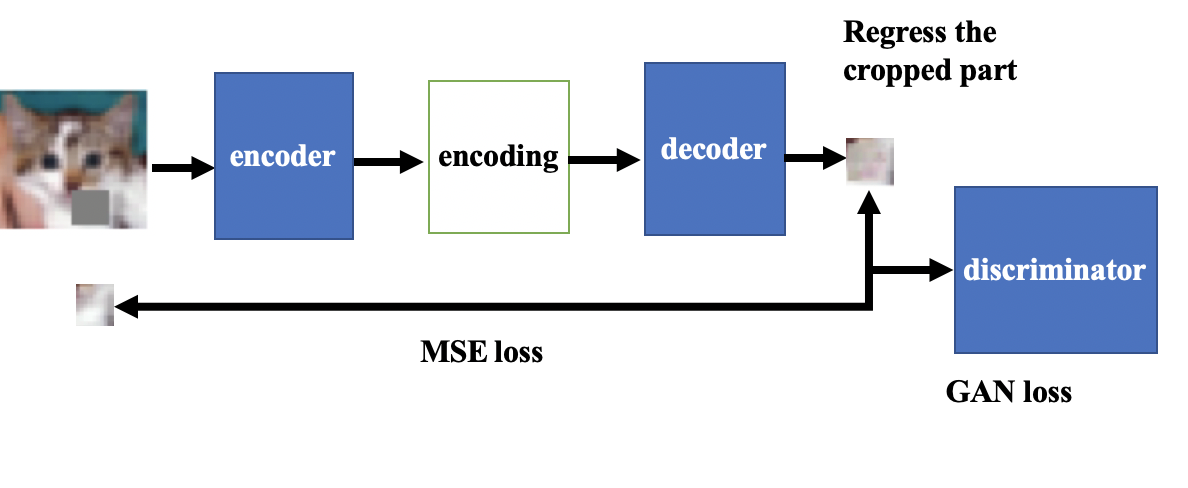 Regress the
cropped part
encoder
encoding
decoder
discriminator
MSE loss
GAN loss